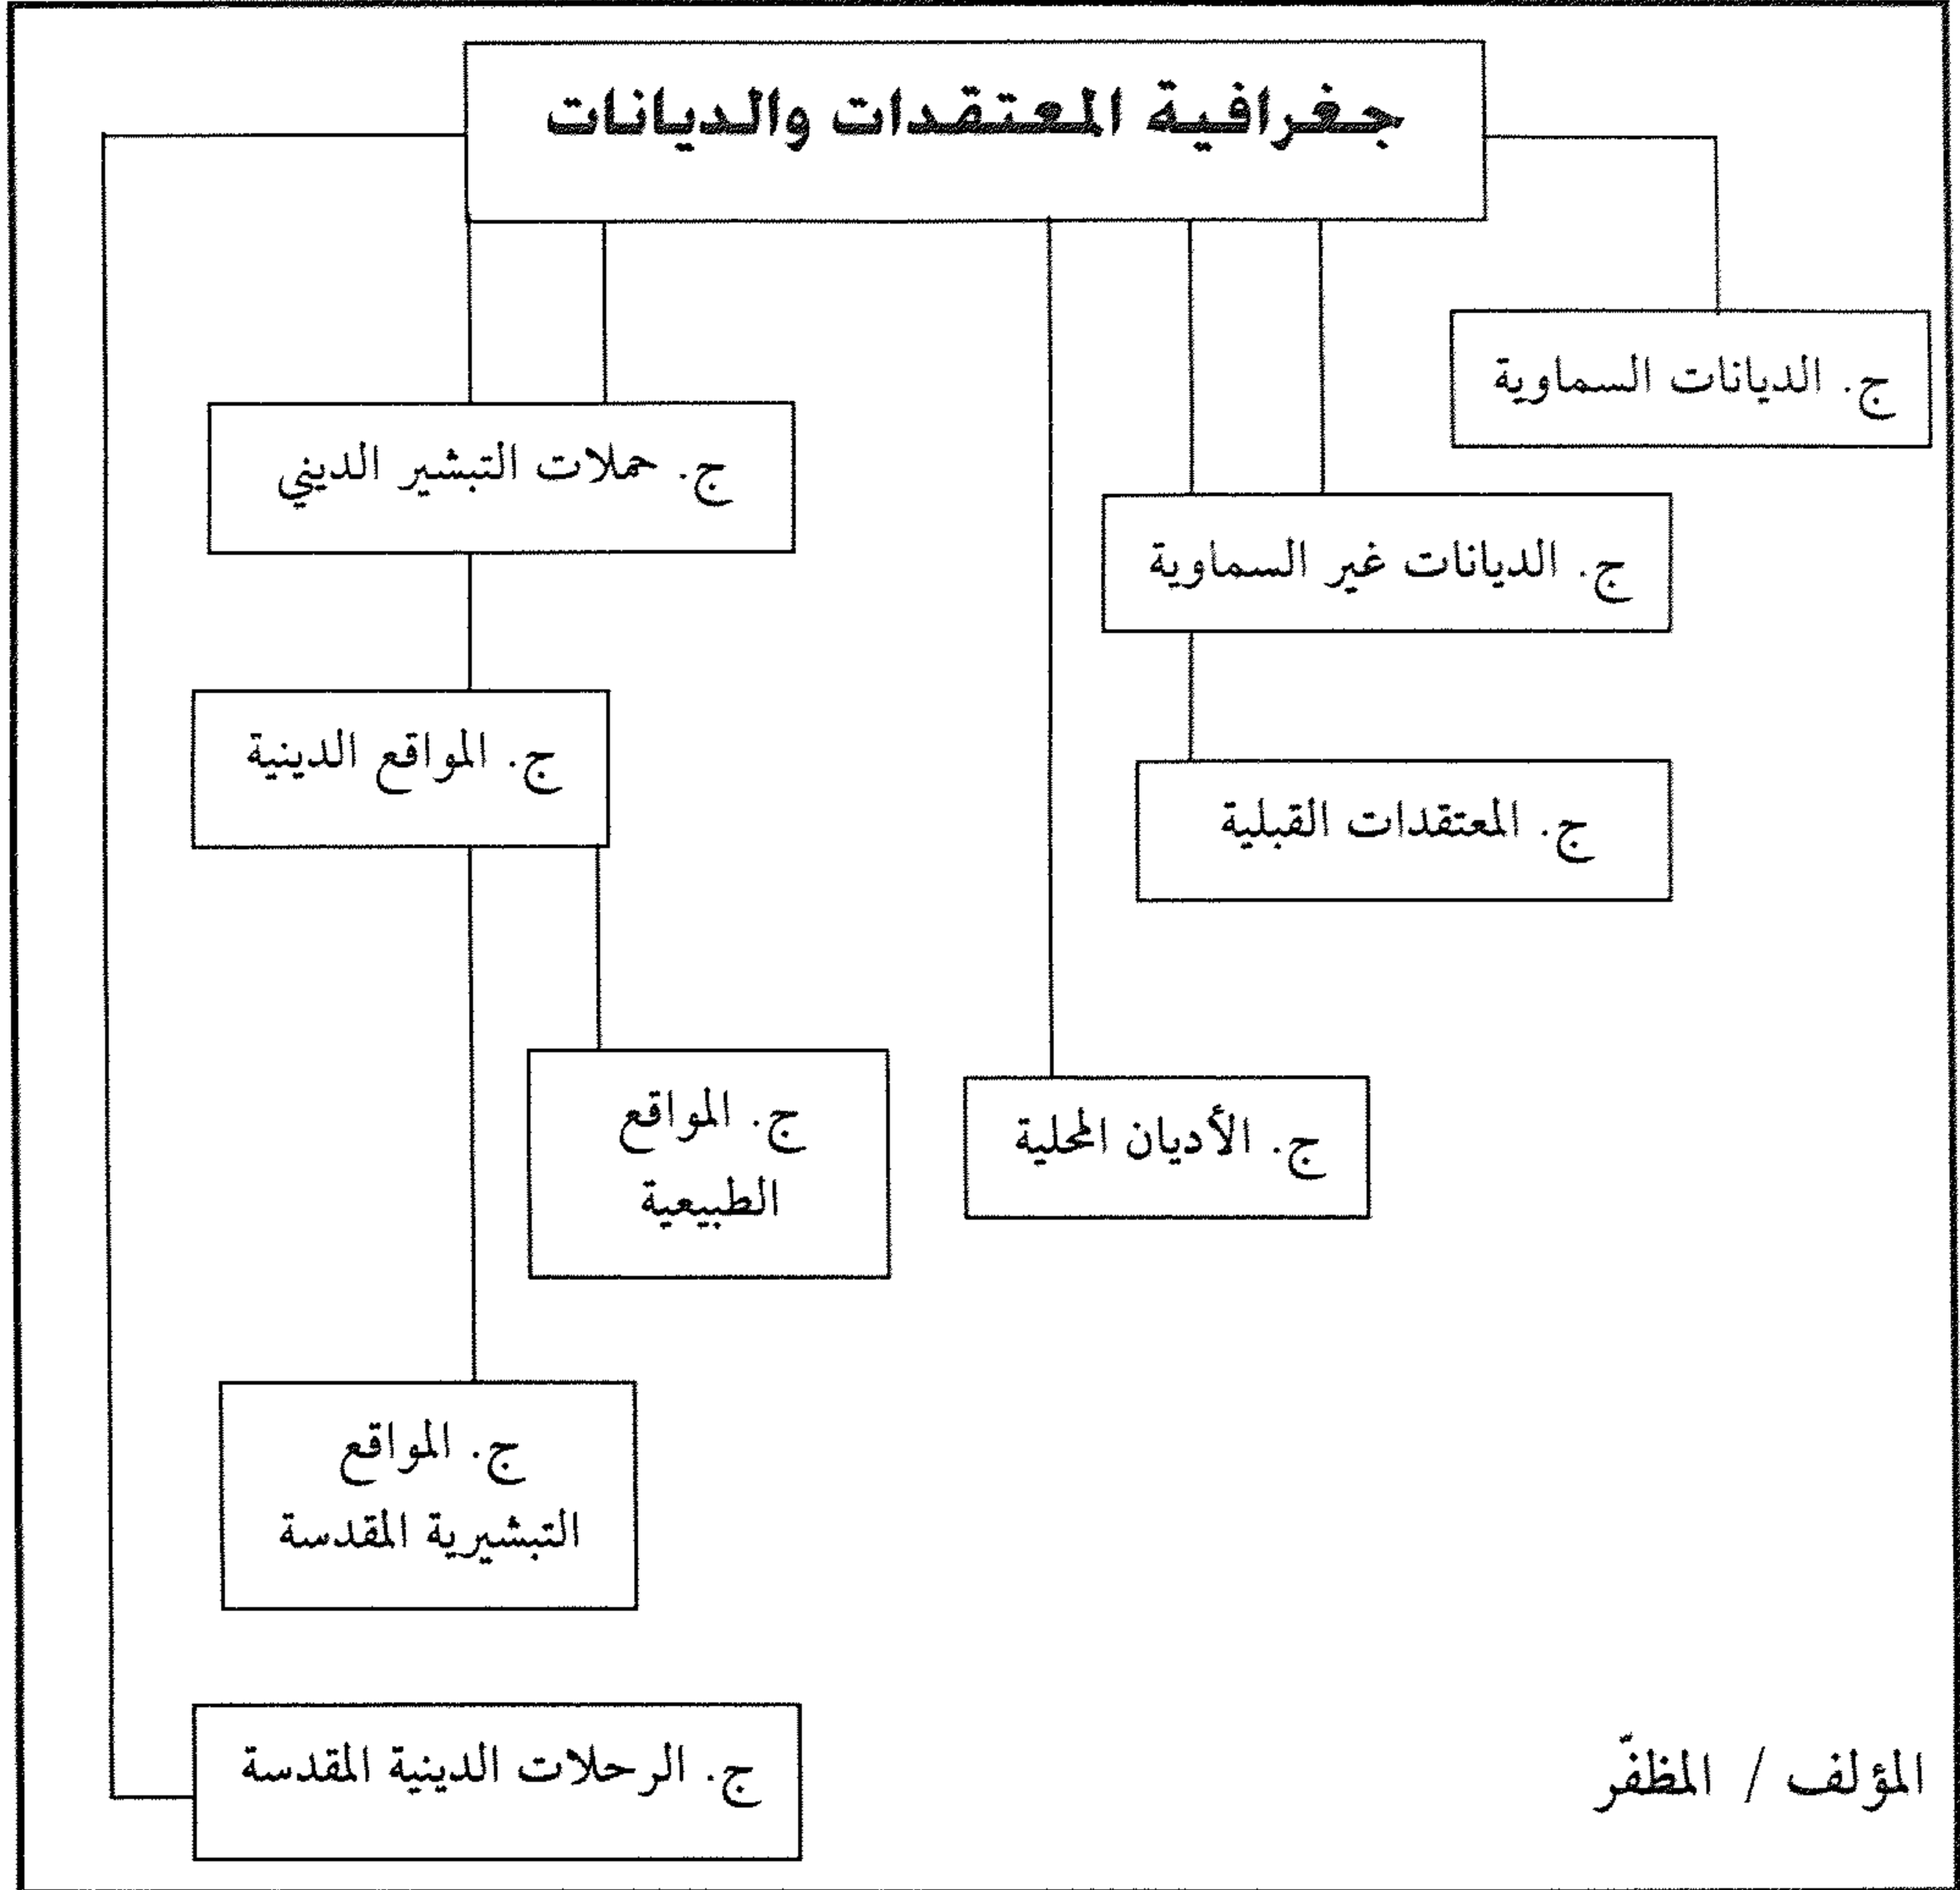 جغرافية المعتقدات والديانات
ج. الديانات السماوية
ج. حملات التبشير الديني
ج. الديانات غير السماوية
ج. المواقع الدينية
ج. المعتقدات القبلية
ج. المواقع
الطبيعية
ج. الأديان المحلية
ج. المواقع
التبشيرية المقدسة
ج. الرحلات الدينية المقدسة
المؤلف / المظفّر